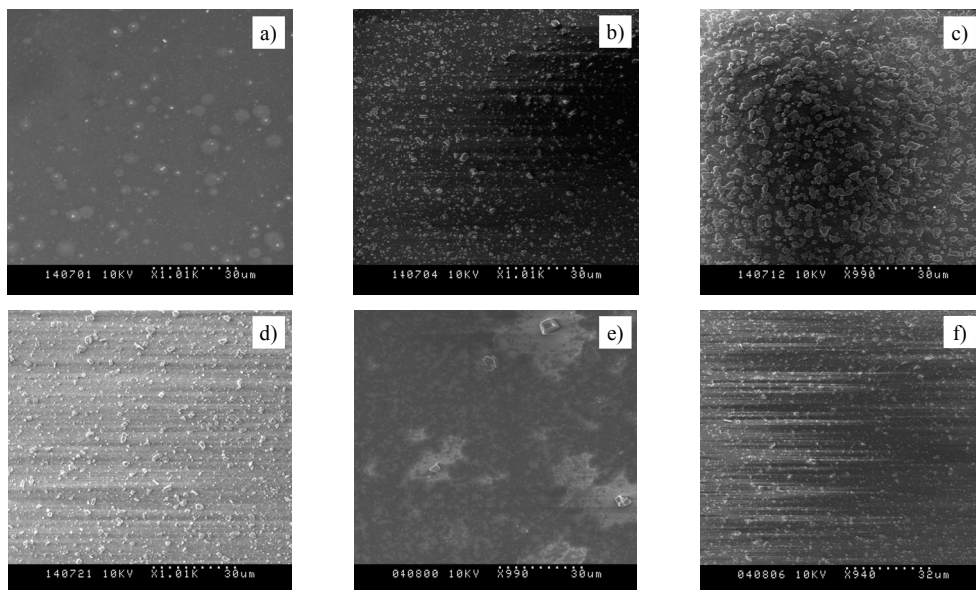 a)
b)
c)
140701 10KV X1.01K 30um
140704 10KV X1.01K 30um
140712 10KV X990 30um
d)
e)
f)
140721 10KV X1.01K 30um
040800 10KV X990 30um
040806 10KV X940 32um